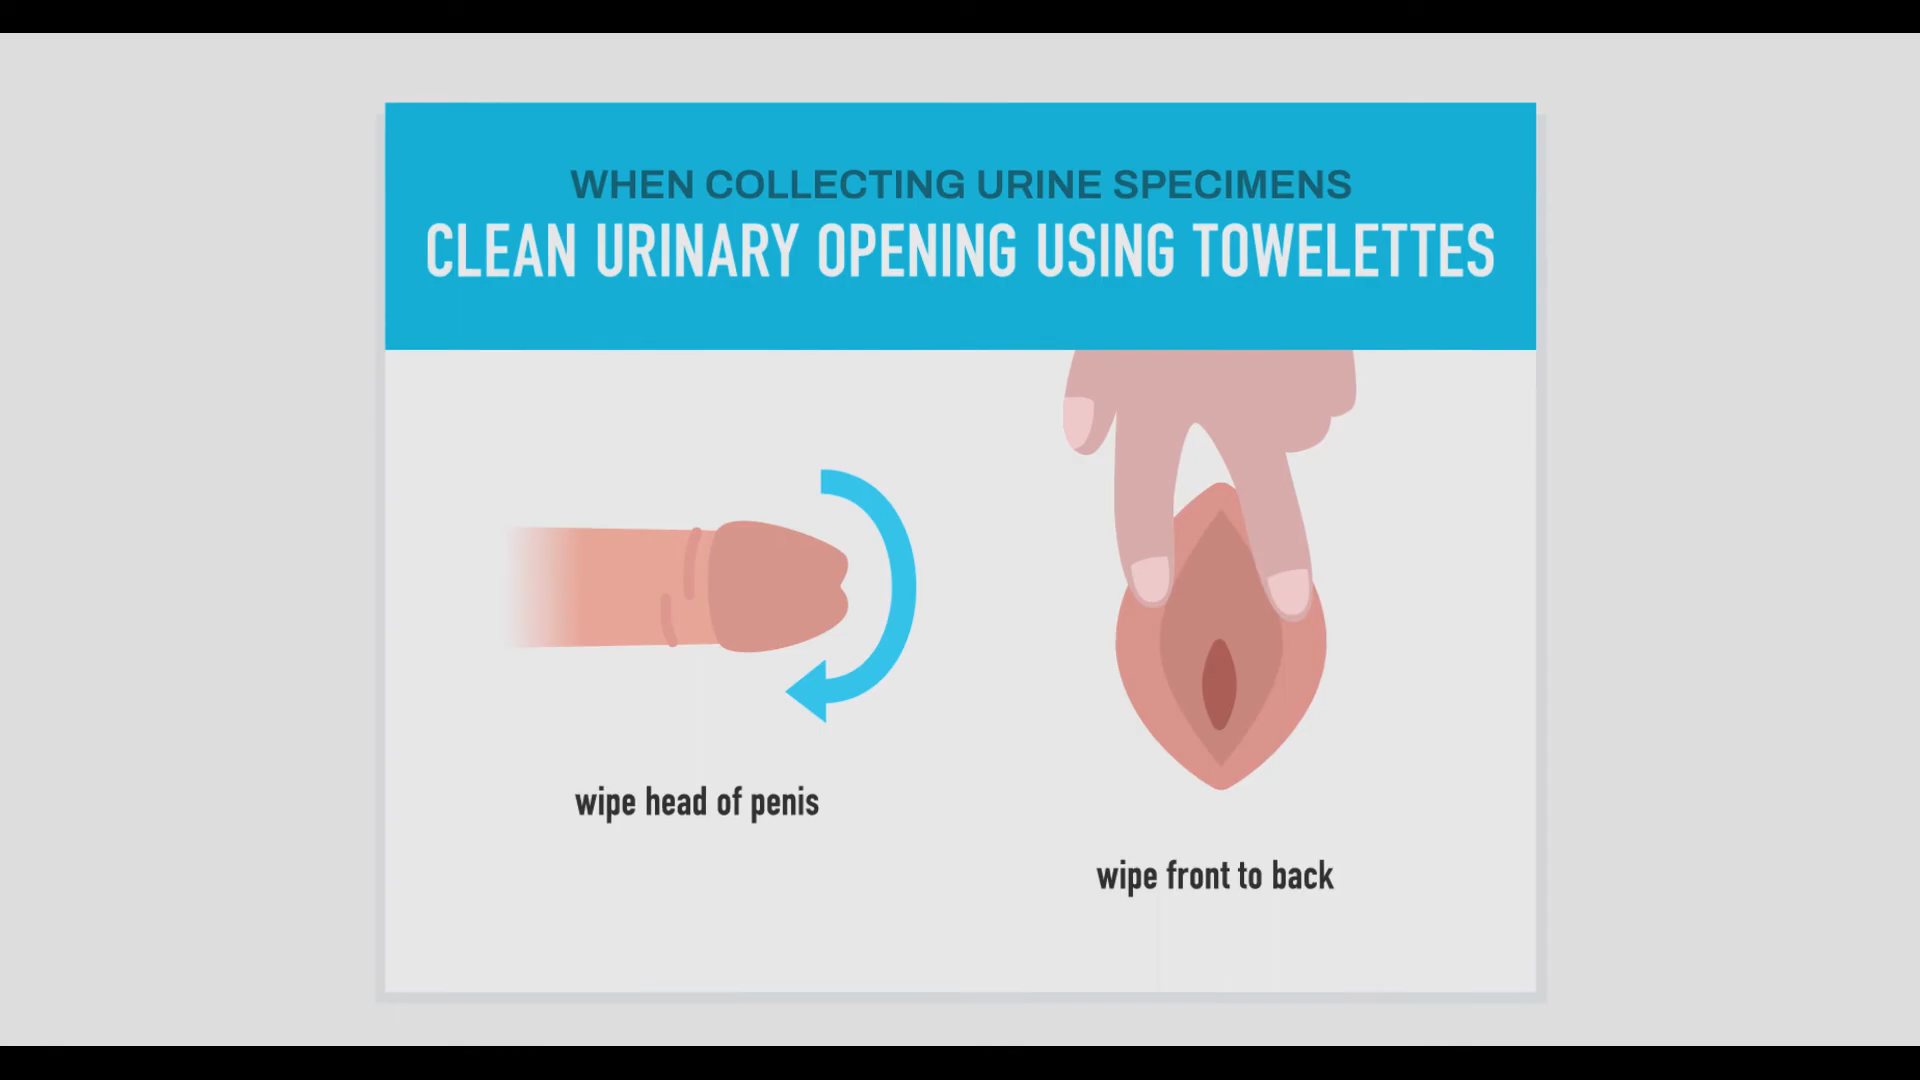 WHEN COLLECTING URINE SPECIMENS
CLEAN URINARY OPENING USING TOWELETTES
wipe head of penis
wipe front to back